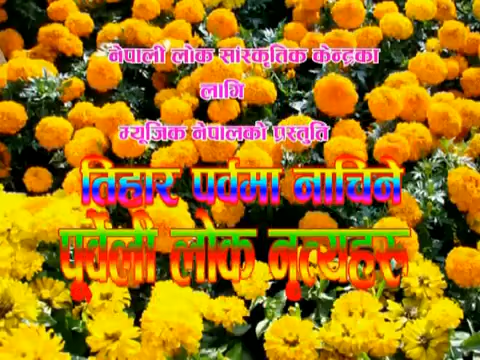 नेपाली लोक सांस्कृतिक केन्द्रका
लागि
म्यूजिक नेपालको प्रस्तुति
तिहार पर्वमा नाचिने
पूर्वेली लोक नृत्यहरू